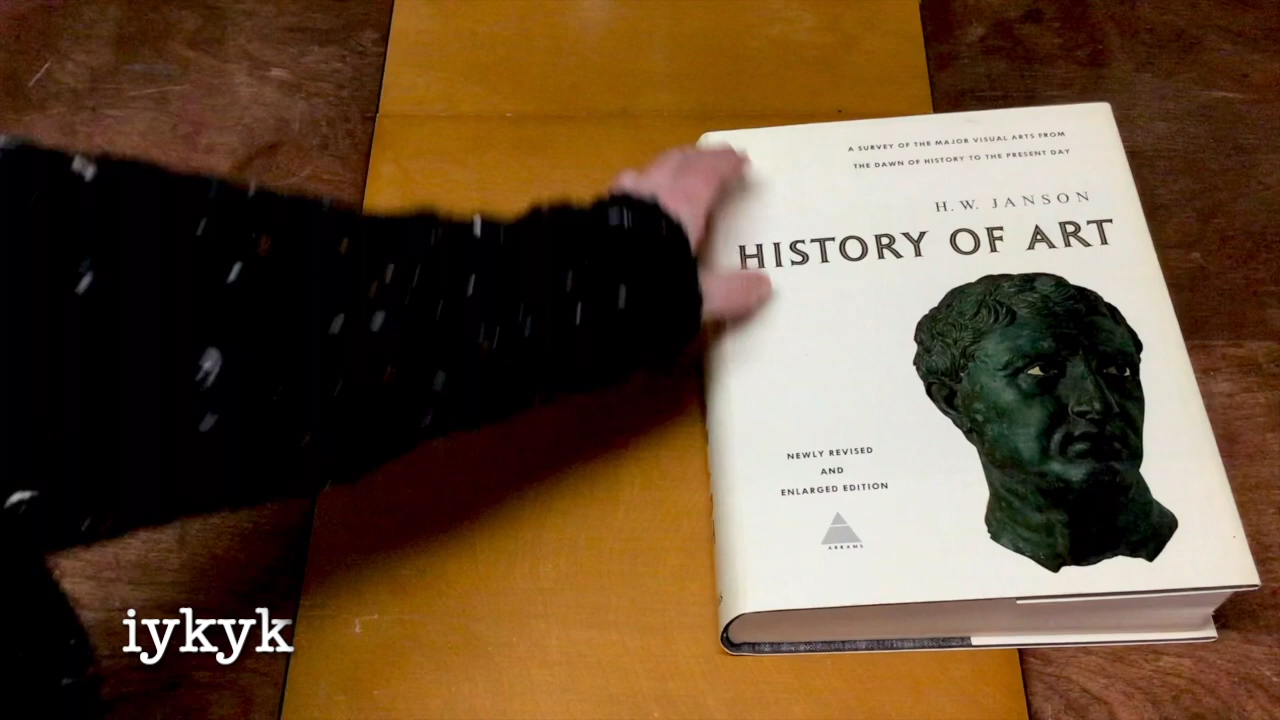 A SURVEY OF THE MAJOR VISUAL ARTS FROM
THE DAWN OF HISTORY TO THE PRESENT DAY
H. W. JANSON
HISTORY OF ART
NEWLY REVISED
AND
ENLARGED EDITION
ABRAMS
iykyk